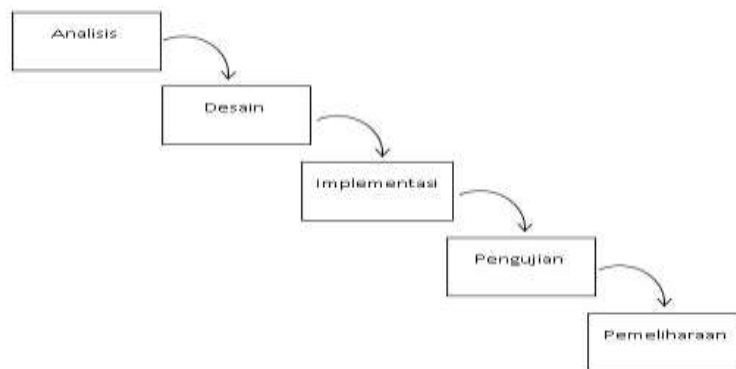 Analisis
Desain
Implementasi
Pengujian
Pemeliharaan